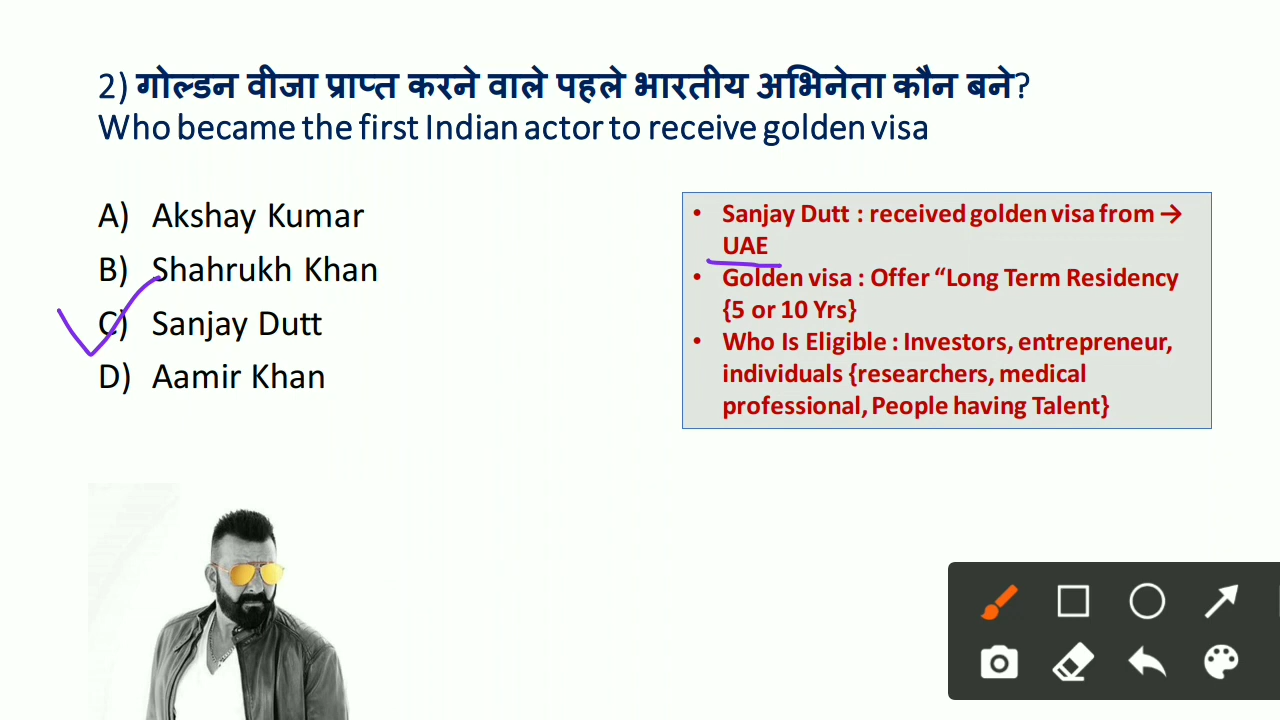 2) गोल्डन वीजा प्राप्त करने वाले पहले भारतीय अभिनेता कौन बने?
Who became the first Indian actor to receive golden visa
A) Akshay Kumar
B) Shahrukh Khan
C) Sanjay Dutt
D) Aamir Khan
• Sanjay Dutt : received golden visa from →
UAE
• Golden visa : Offer “Long Term Residency
{5 or 10 Yrs}
• Who Is Eligible : Investors, entrepreneur,
individuals {researchers, medical
professional, People having Talent}